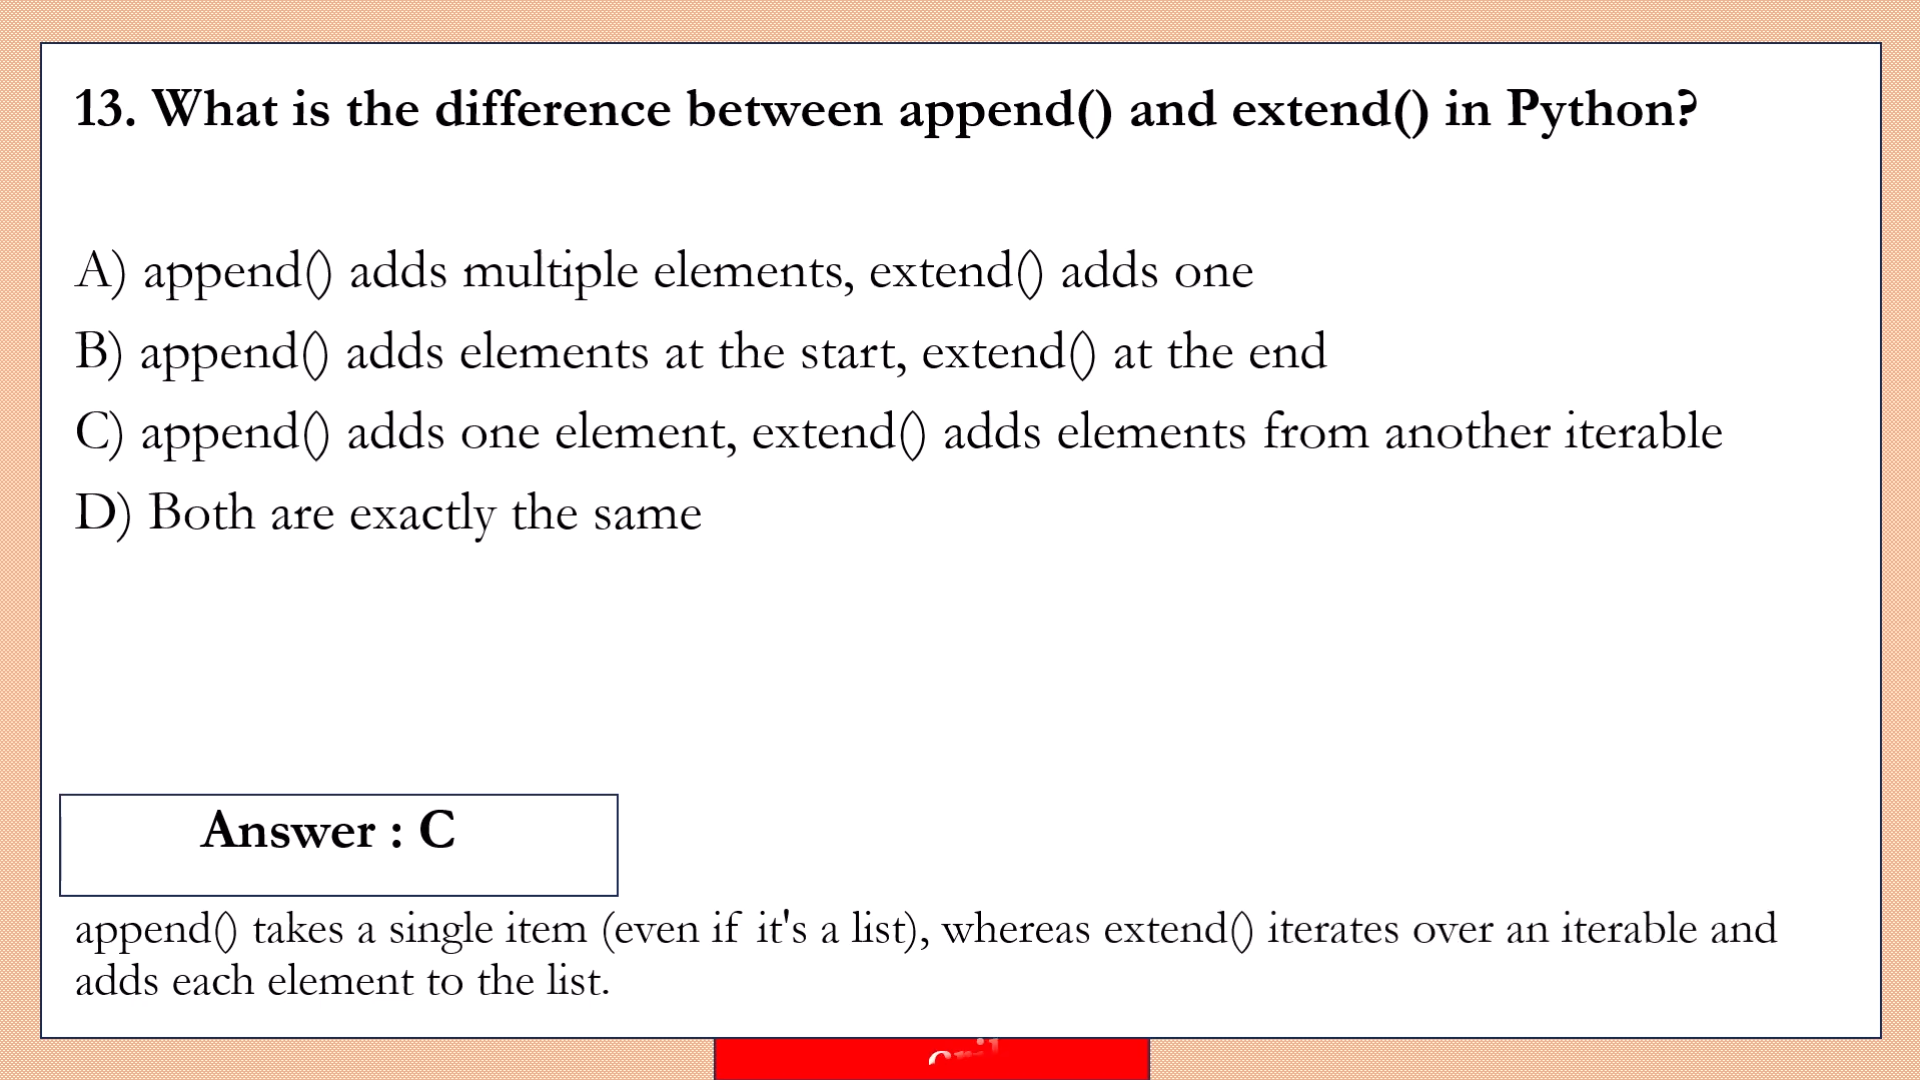 13. What is the difference between append() and extend() in Python?
A) append() adds multiple elements, extend() adds one
B) append() adds elements at the start, extend() at the end
C) append() adds one element, extend() adds elements from another iterable
D) Both are exactly the same
Answer : C
append() takes a single item (even if it's a list), whereas extend() iterates over an iterable and
adds each element to the list.